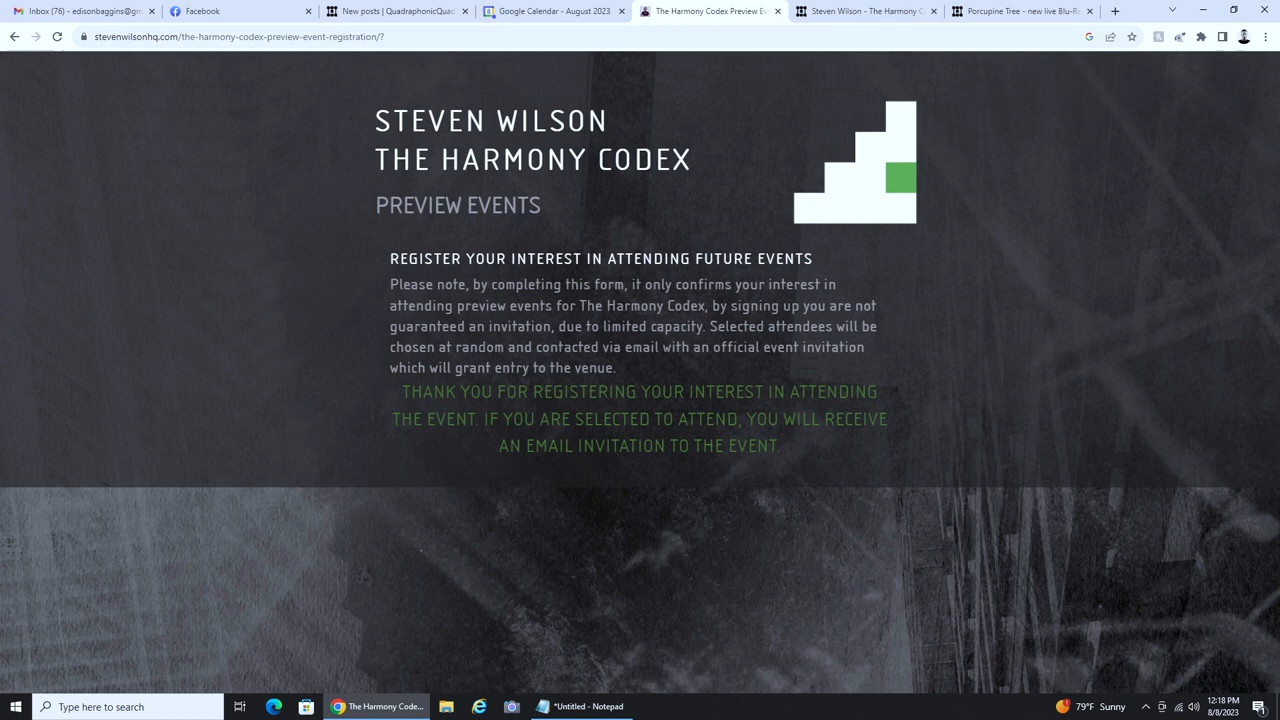 Inbox (76) - edisonbaggins@gm
Facebook
New posts | QuadraphonicQuad
Google Calendar - August 2023
The Harmony Codex Preview Eve
Steven Wilson - The Harmony C
Porcupine Tree - new live Blu-Ra
stevenwilsonhq.com/the-harmony-codex-preview-event-registration/?
STEVEN WILSON
THE HARMONY CODEX
PREVIEW EVENTS
REGISTER YOUR INTEREST IN ATTENDING FUTURE EVENTS
Please note, by completing this form, it only confirms your interest in
attending preview events for The Harmony Codex, by signing up you are not
guaranteed an invitation, due to limited capacity. Selected attendees will be
chosen at random and contacted via email with an official event invitation
which will grant entry to the venue.
THANK YOU FOR REGISTERING YOUR INTEREST IN ATTENDING
THE EVENT. IF YOU ARE SELECTED TO ATTEND, YOU WILL RECEIVE
AN EMAIL INVITATION TO THE EVENT.
Type here to search
The Harmony Code...
*Untitled - Notepad
79°F Sunny
12:18 PM
8/8/2023